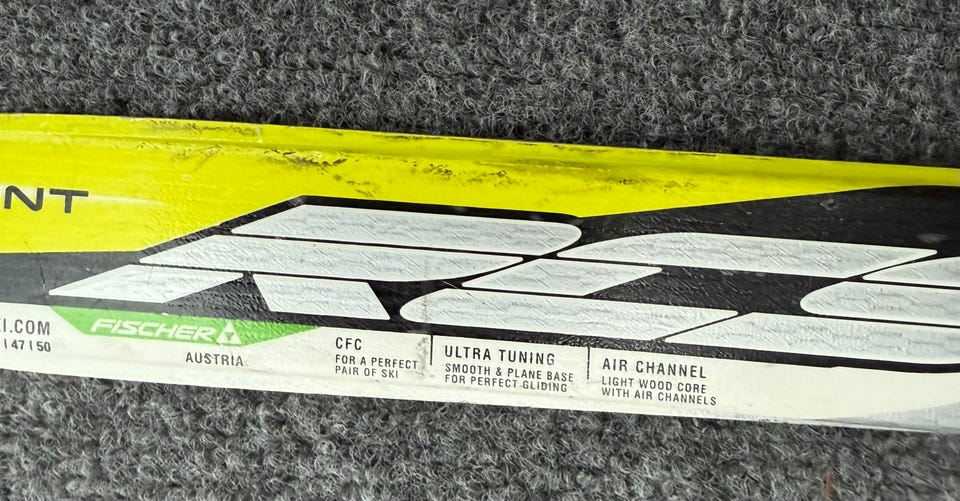 NT
RCS
I.COM
| 47 | 50
FISCHER
AUSTRIA
CFC
FOR A PERFECT
PAIR OF SKI
ULTRA TUNING
SMOOTH & PLANE BASE
FOR PERFECT GLIDING
AIR CHANNEL
LIGHT WOOD CORE
WITH AIR CHANNELS